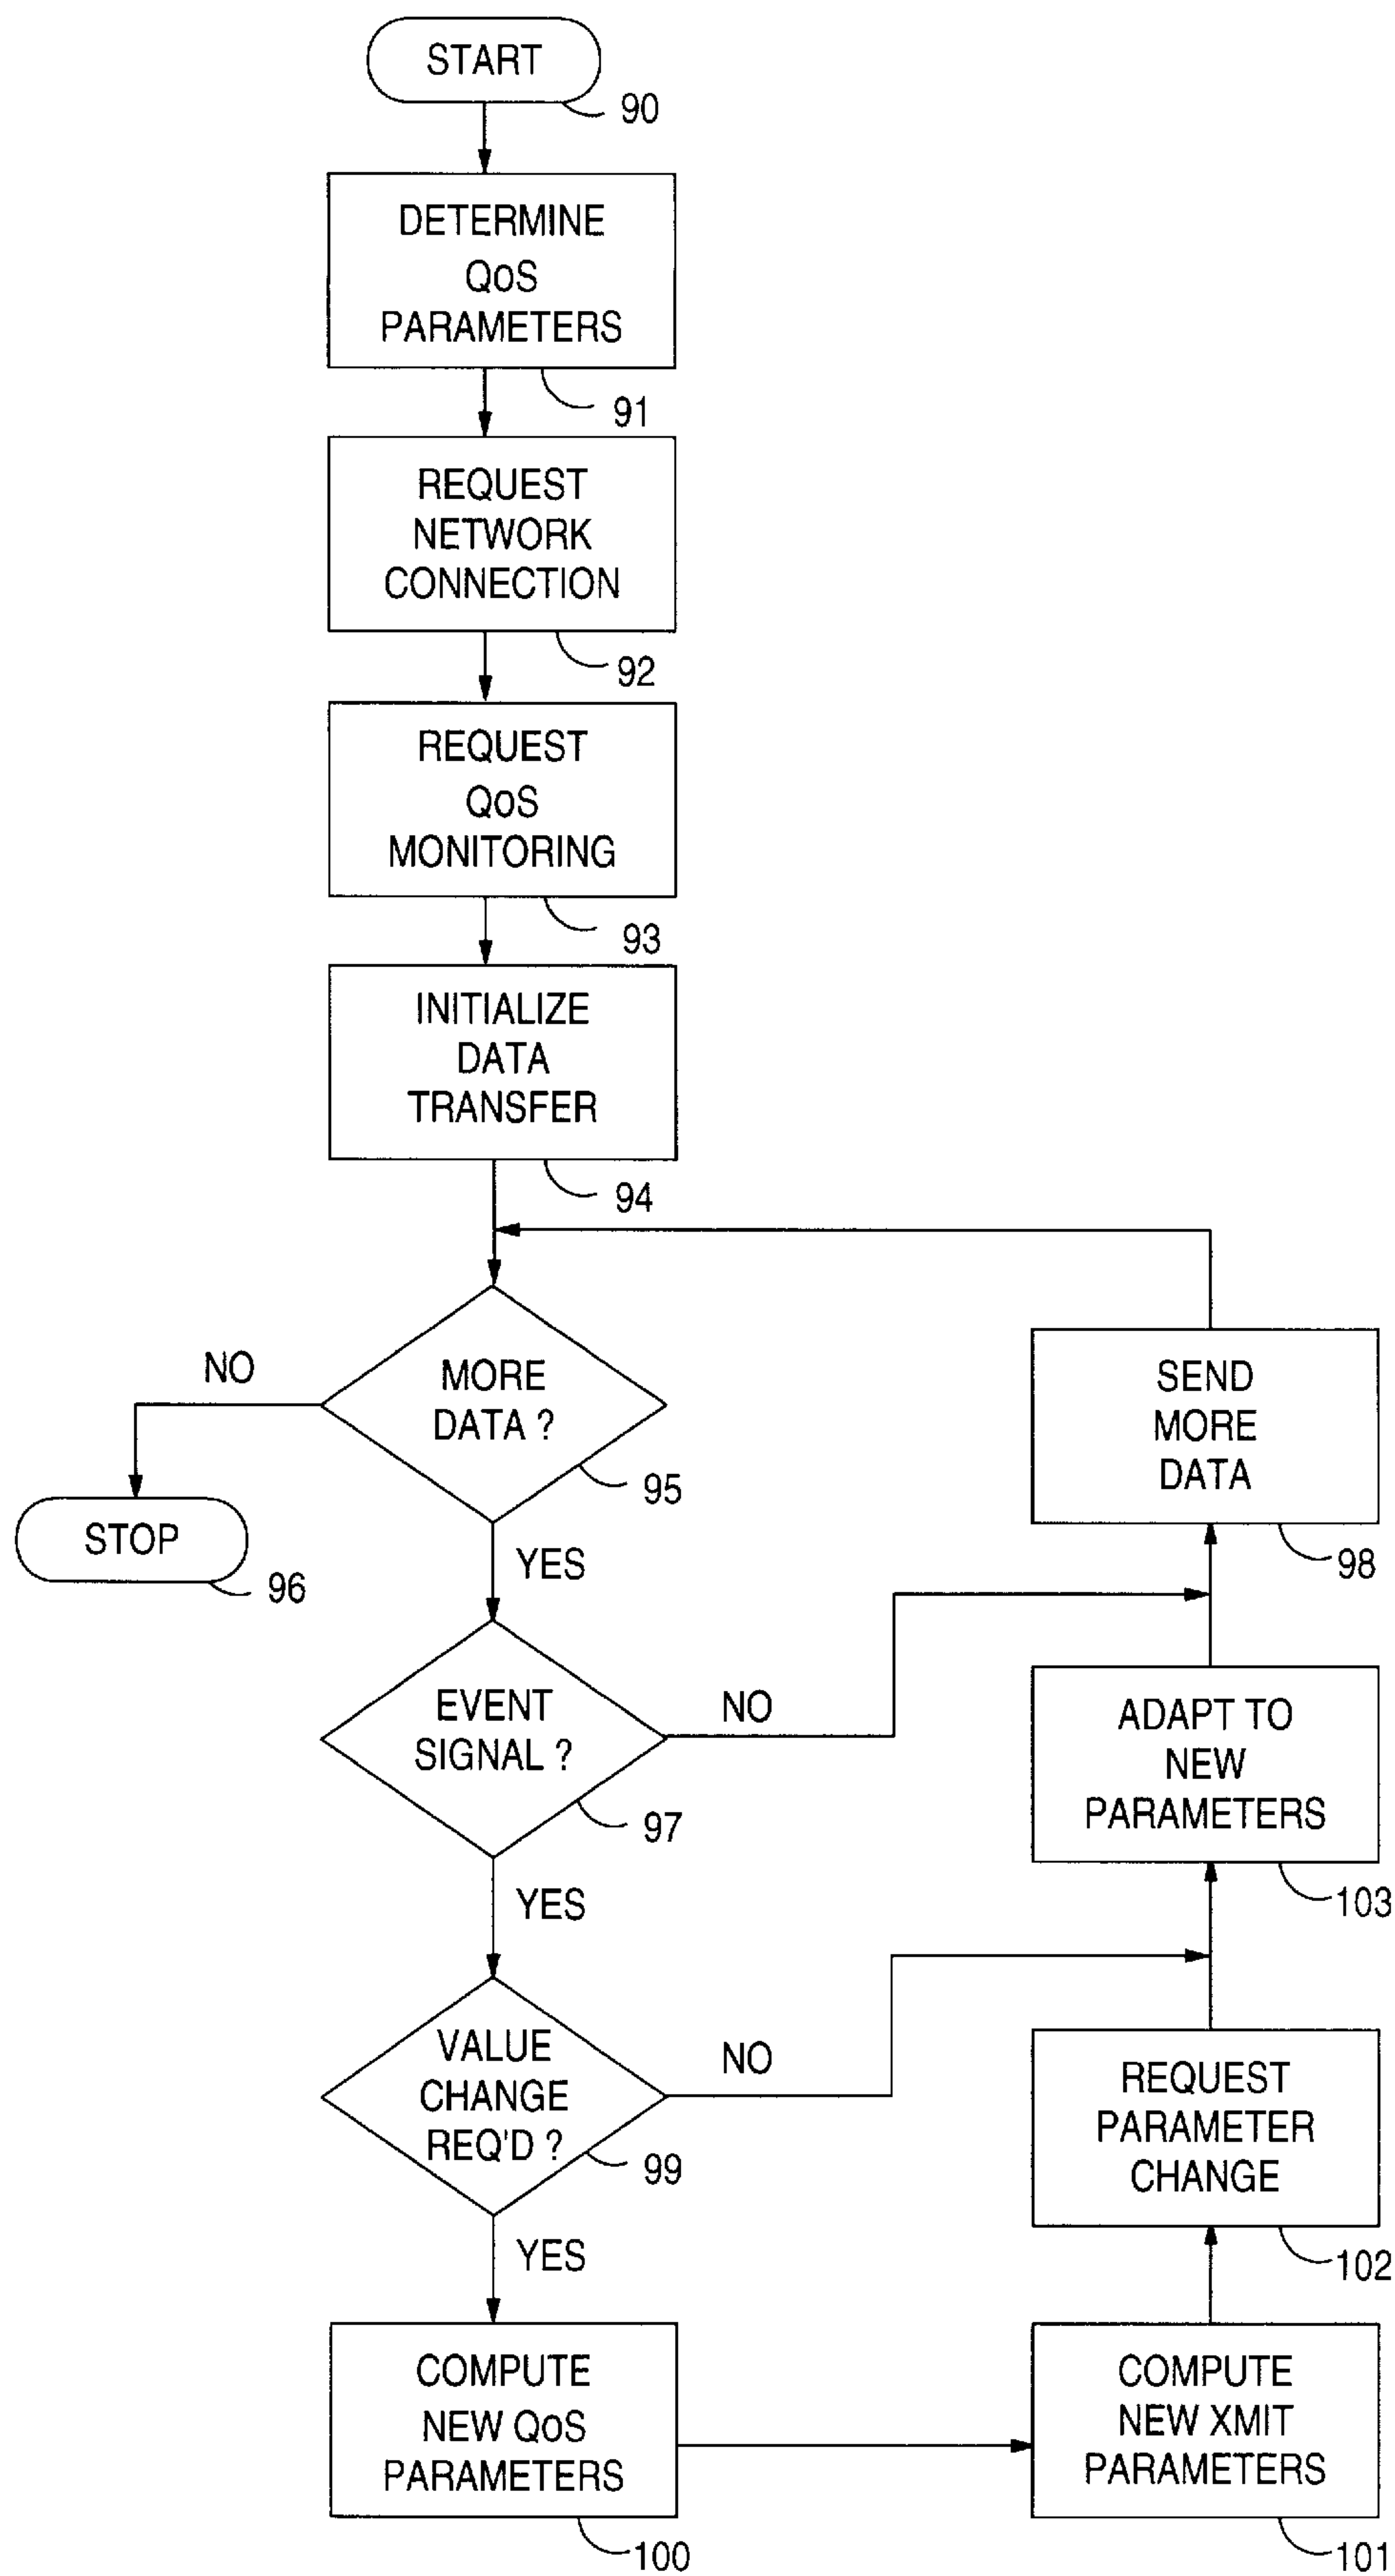 START
90
DETERMINE
QoS
PARAMETERS
91
REQUEST
NETWORK
CONNECTION
92
REQUEST
QoS
MONITORING
93
INITIALIZE
DATA
TRANSFER
94
MORE
DATA ?
95
NO
STOP
96
YES
EVENT
SIGNAL ?
97
NO
YES
VALUE
CHANGE
REQ'D ?
99
NO
YES
COMPUTE
NEW QoS
PARAMETERS
100
COMPUTE
NEW XMIT
PARAMETERS
101
REQUEST
PARAMETER
CHANGE
102
ADAPT TO
NEW
PARAMETERS
103
SEND
MORE
DATA
98